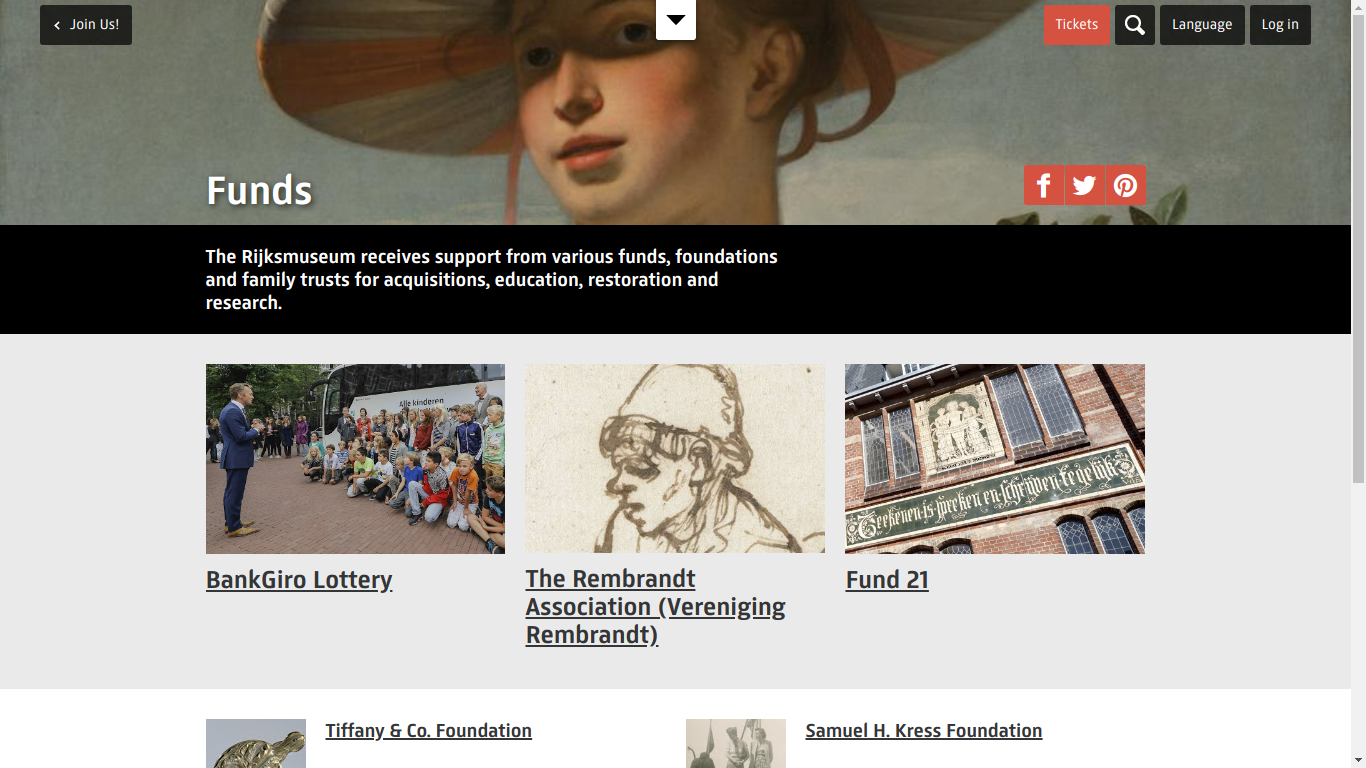 Join Us!
Tickets
Language
Log in
Funds
The Rijksmuseum receives support from various funds, foundations
and family trusts for acquisitions, education, restoration and
research.
Alle kinderen
BankGiro Lottery
The Rembrandt
Association (Vereniging
Rembrandt)
Teekenen is spreken en schrijven tegelijk
Fund 21
Tiffany & Co. Foundation
Samuel H. Kress Foundation